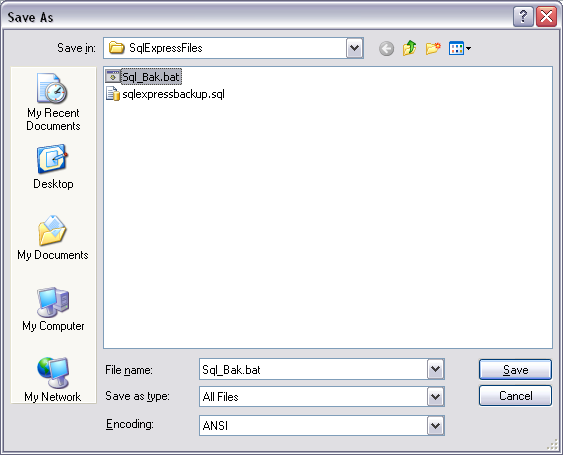 Save As
Save in: SqlExpressFiles
My Recent
Documents
Desktop
My Documents
My Computer
My Network
Sql_Bak.bat
sqlexpressbackup.sql
File name: Sql_Bak.bat Save
Save as type: All Files Cancel
Encoding: ANSI